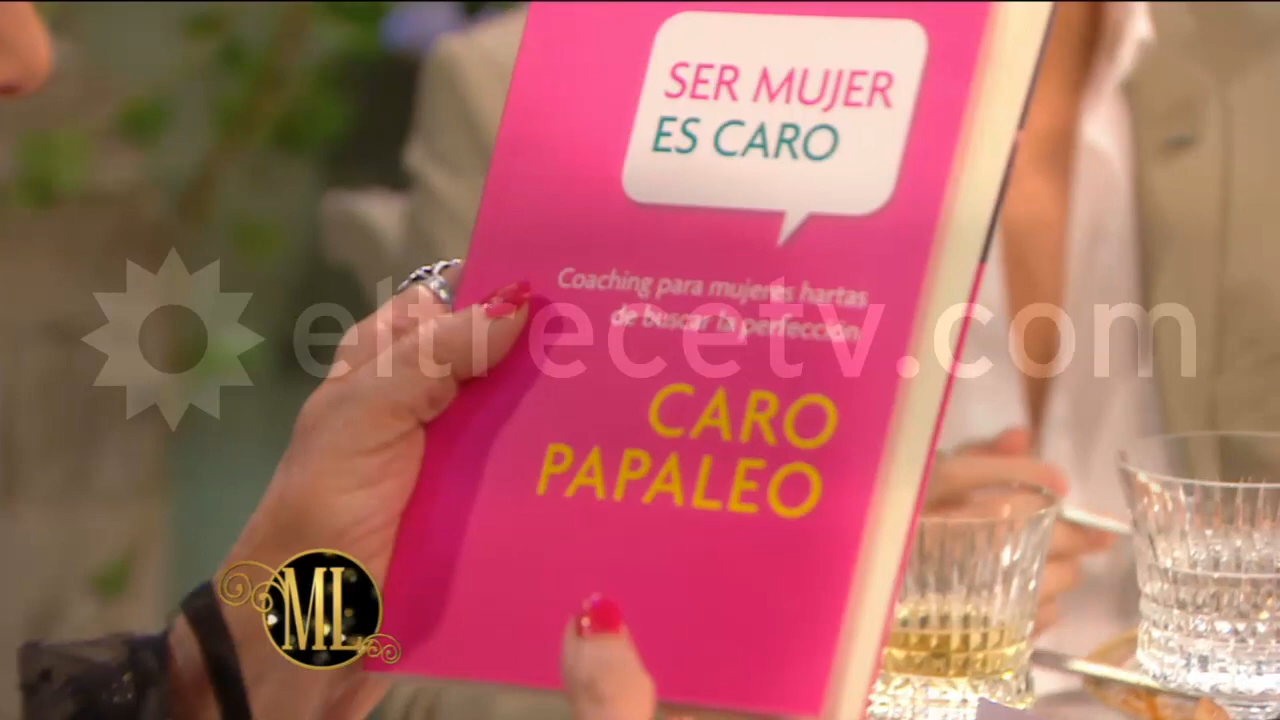 SER MUJER
ES CARO
Coaching para mujeres hartas
de buscar la perfección
eltrecetv.com
CARO
PAPALEO
ML